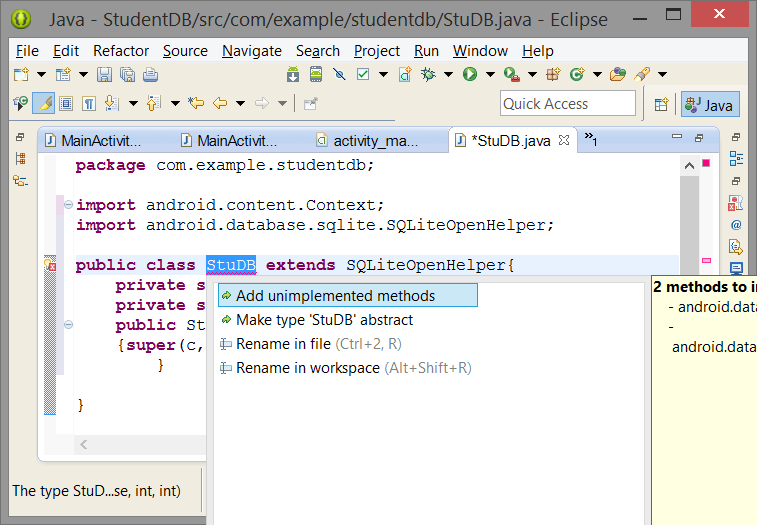 Java - StudentDB/src/com/example/studentdb/StuDB.java - Eclipse
File Edit Refactor Source Navigate Search Project Run Window Help
Quick Access
Java
MainActivit... MainActivit... activity_ma... *StuDB.java »1
package com.example.studentdb;
import android.content.Context;
import android.database.sqlite.SQLiteOpenHelper;
public class StuDB extends SQLiteOpenHelper{
private s
private s
public St
{super(c,
}
}
Add unimplemented methods
Make type 'StuDB' abstract
Rename in file (Ctrl+2, R)
Rename in workspace (Alt+Shift+R)
2 methods to i
- android.data
-
android.data
The type StuD...se, int, int)